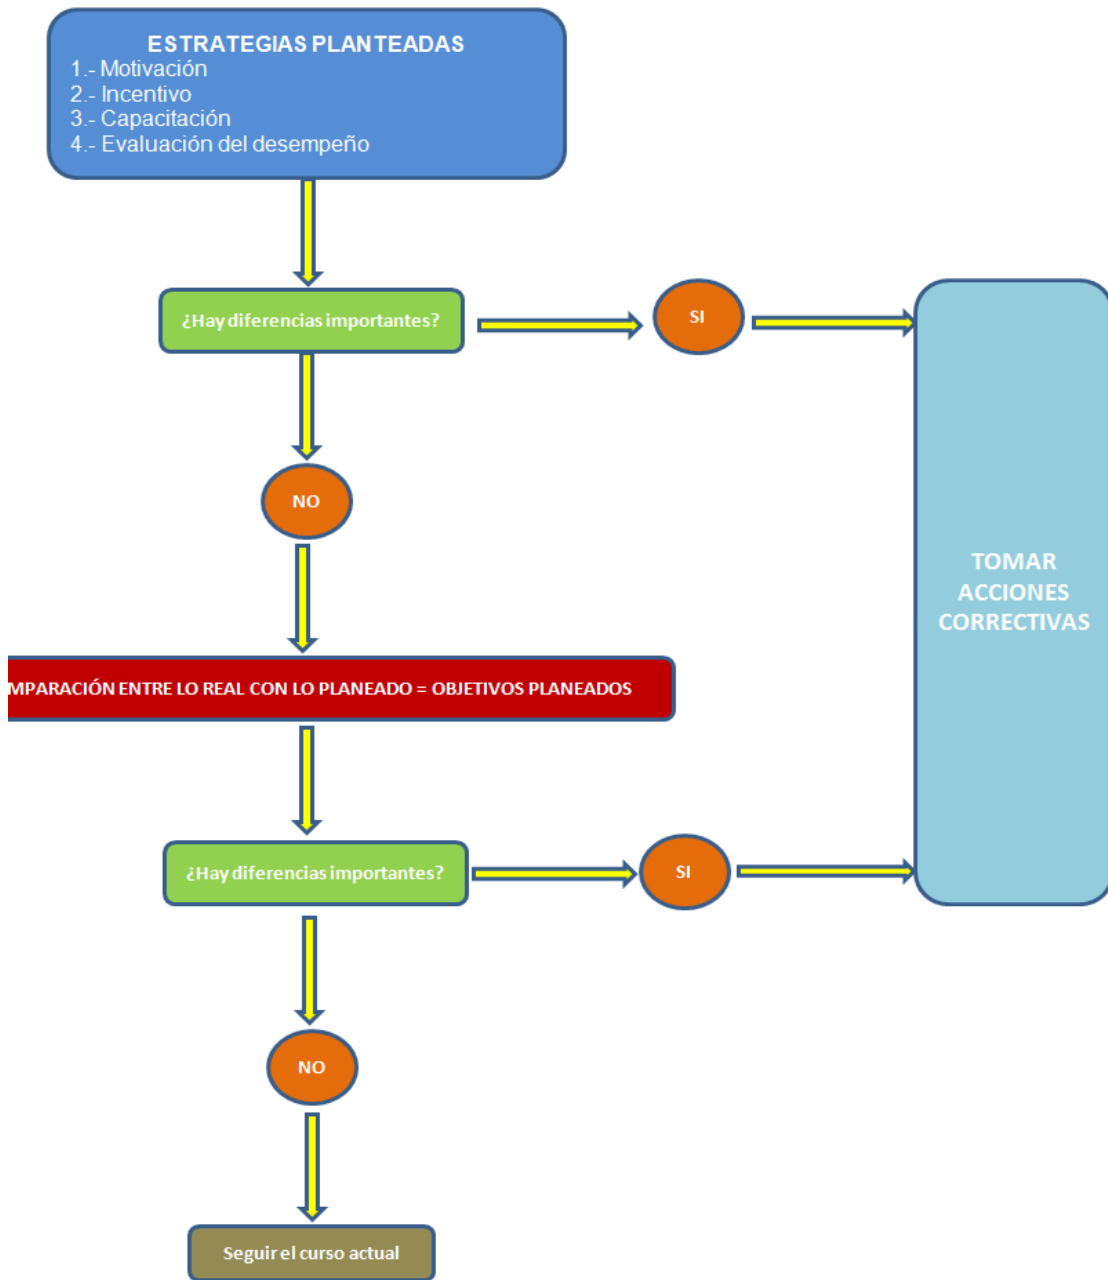 ESTRATEGIAS PLANTEADAS
1.- Motivación
2.- Incentivo
3.- Capacitación
4.- Evaluación del desempeño
¿Hay diferencias importantes?
SI
NO
TOMAR
ACCIONES
CORRECTIVAS
MPARACIÓN ENTRE LO REAL CON LO PLANEADO = OBJETIVOS PLANEADOS
¿Hay diferencias importantes?
SI
NO
Seguir el curso actual